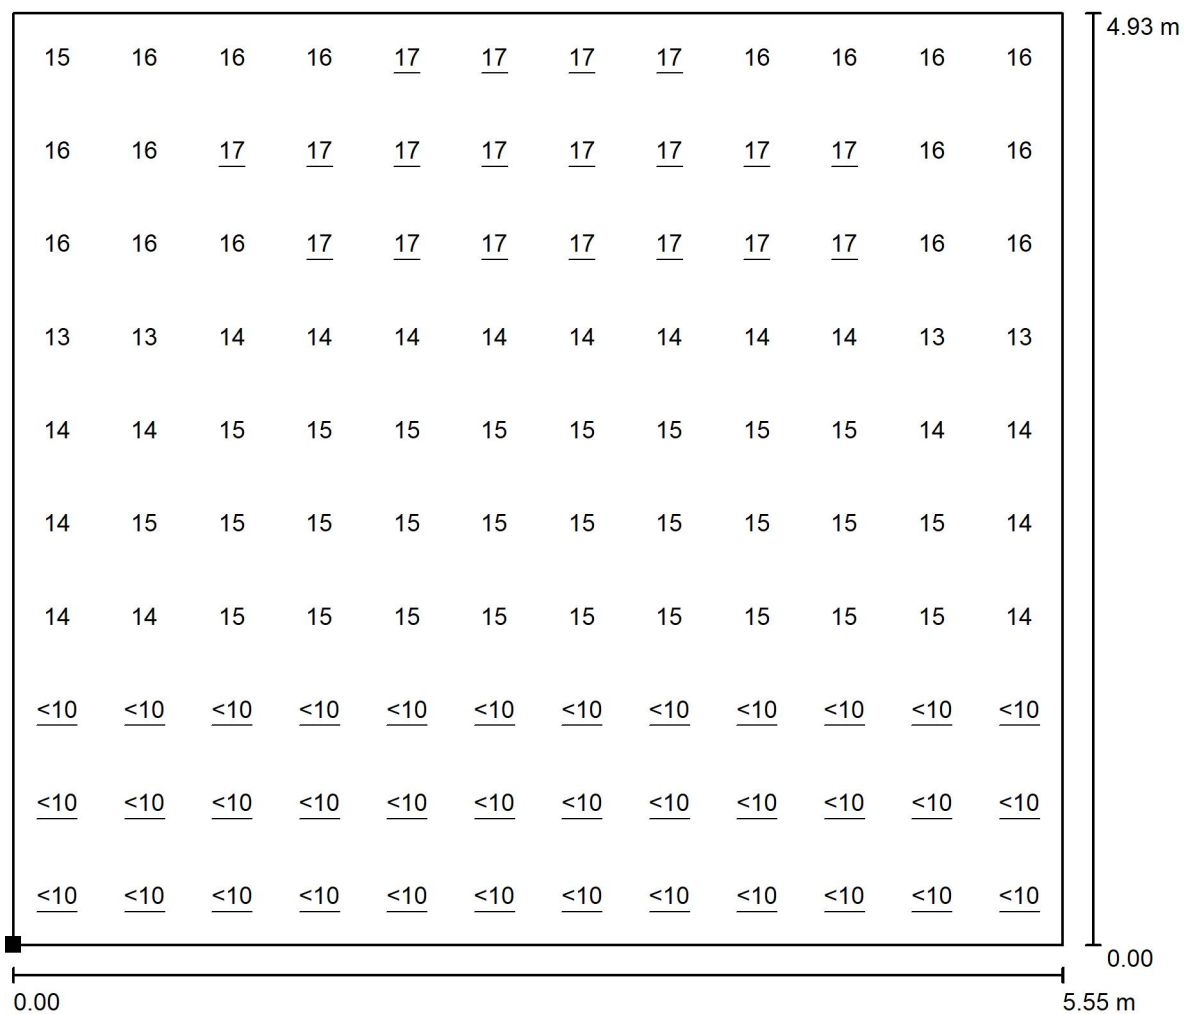 4.93 m
15 16 16 16 17 17 17 17 16 16 16 16
16 16 17 17 17 17 17 17 17 17 16 16
16 16 16 17 17 17 17 17 17 17 16 16
13 13 14 14 14 14 14 14 14 14 13 13
14 14 15 15 15 15 15 15 15 15 14 14
14 15 15 15 15 15 15 15 15 15 15 14
14 14 15 15 15 15 15 15 15 15 15 14
<10 <10 <10 <10 <10 <10 <10 <10 <10 <10 <10 <10
<10 <10 <10 <10 <10 <10 <10 <10 <10 <10 <10 <10
<10 <10 <10 <10 <10 <10 <10 <10 <10 <10 <10 <10
0.00
0.00 5.55 m